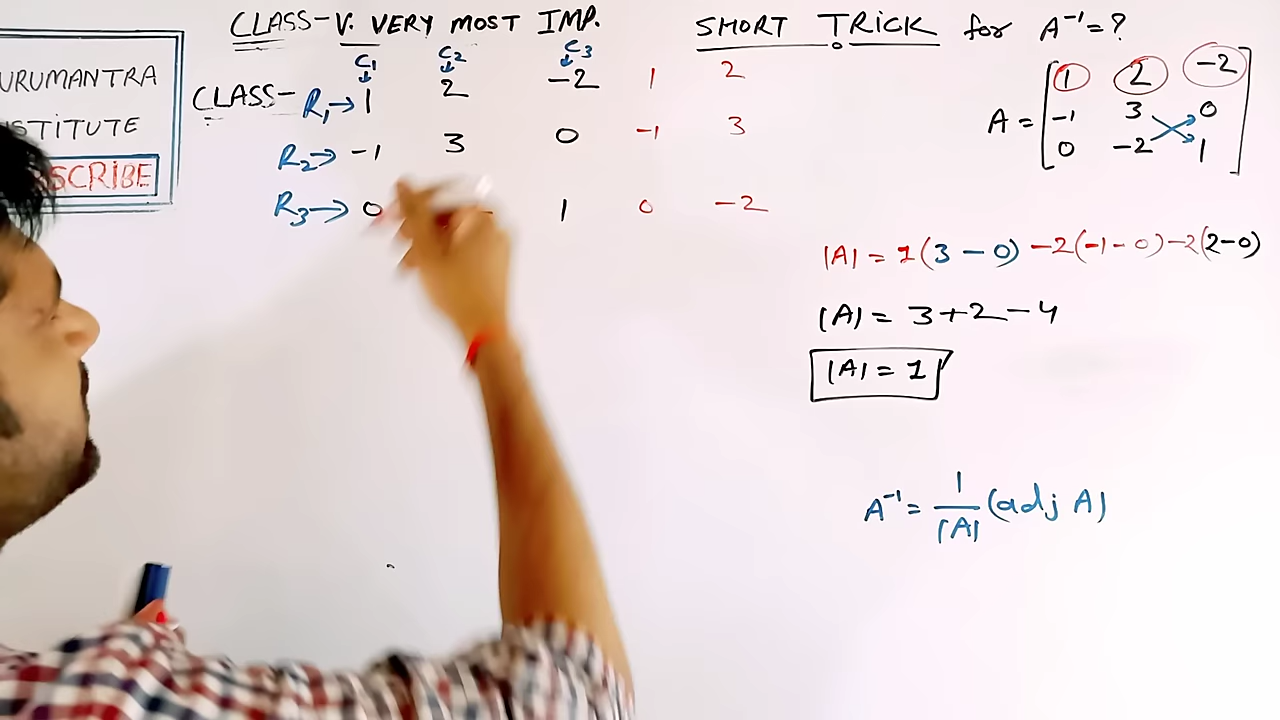 CLASS-V. VERY MOST IMP. SHORT TRICK for A⁻¹=?
URUMANTRA
STITUTE
SCRIBE
CLASS-
C₁ C₂ C₃
R₁→ 1 2 -2 1 2
R₂→ -1 3 0 -1 3
R₃→ 0 1 0 -2
A = [1 2 -2
-1 3 0
0 -2 1]
|A| = 1(3-0) -2(-1-0) -2(2-0)
|A| = 3+2-4
|A| = 1
A⁻¹ = 1/|A| (adj A)